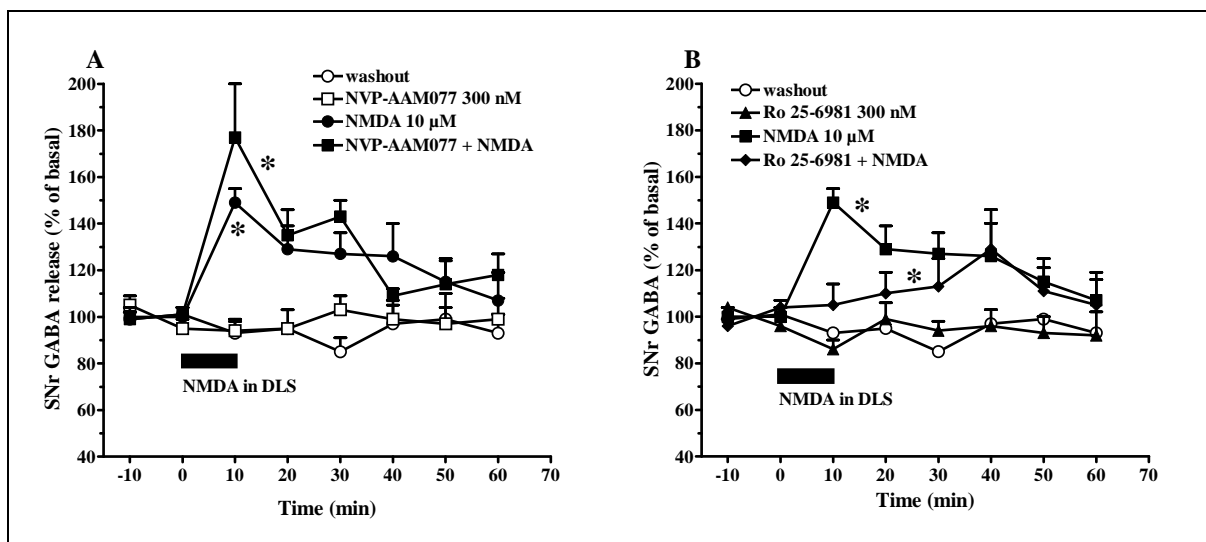 A
washout
NVP-AAM077 300 nM
NMDA 10 µM
NVP-AAM077 + NMDA
SNr GABA release (% of basal)
200
180
160
140
120
100
80
60
40
*
*
NMDA in DLS
-10 0 10 20 30 40 50 60 70
Time (min)
B
washout
Ro 25-6981 300 nM
NMDA 10 µM
Ro 25-6981 + NMDA
SNr GABA (% of basal)
200
180
160
140
120
100
80
60
40
*
*
NMDA in DLS
-10 0 10 20 30 40 50 60 70
Time (min)